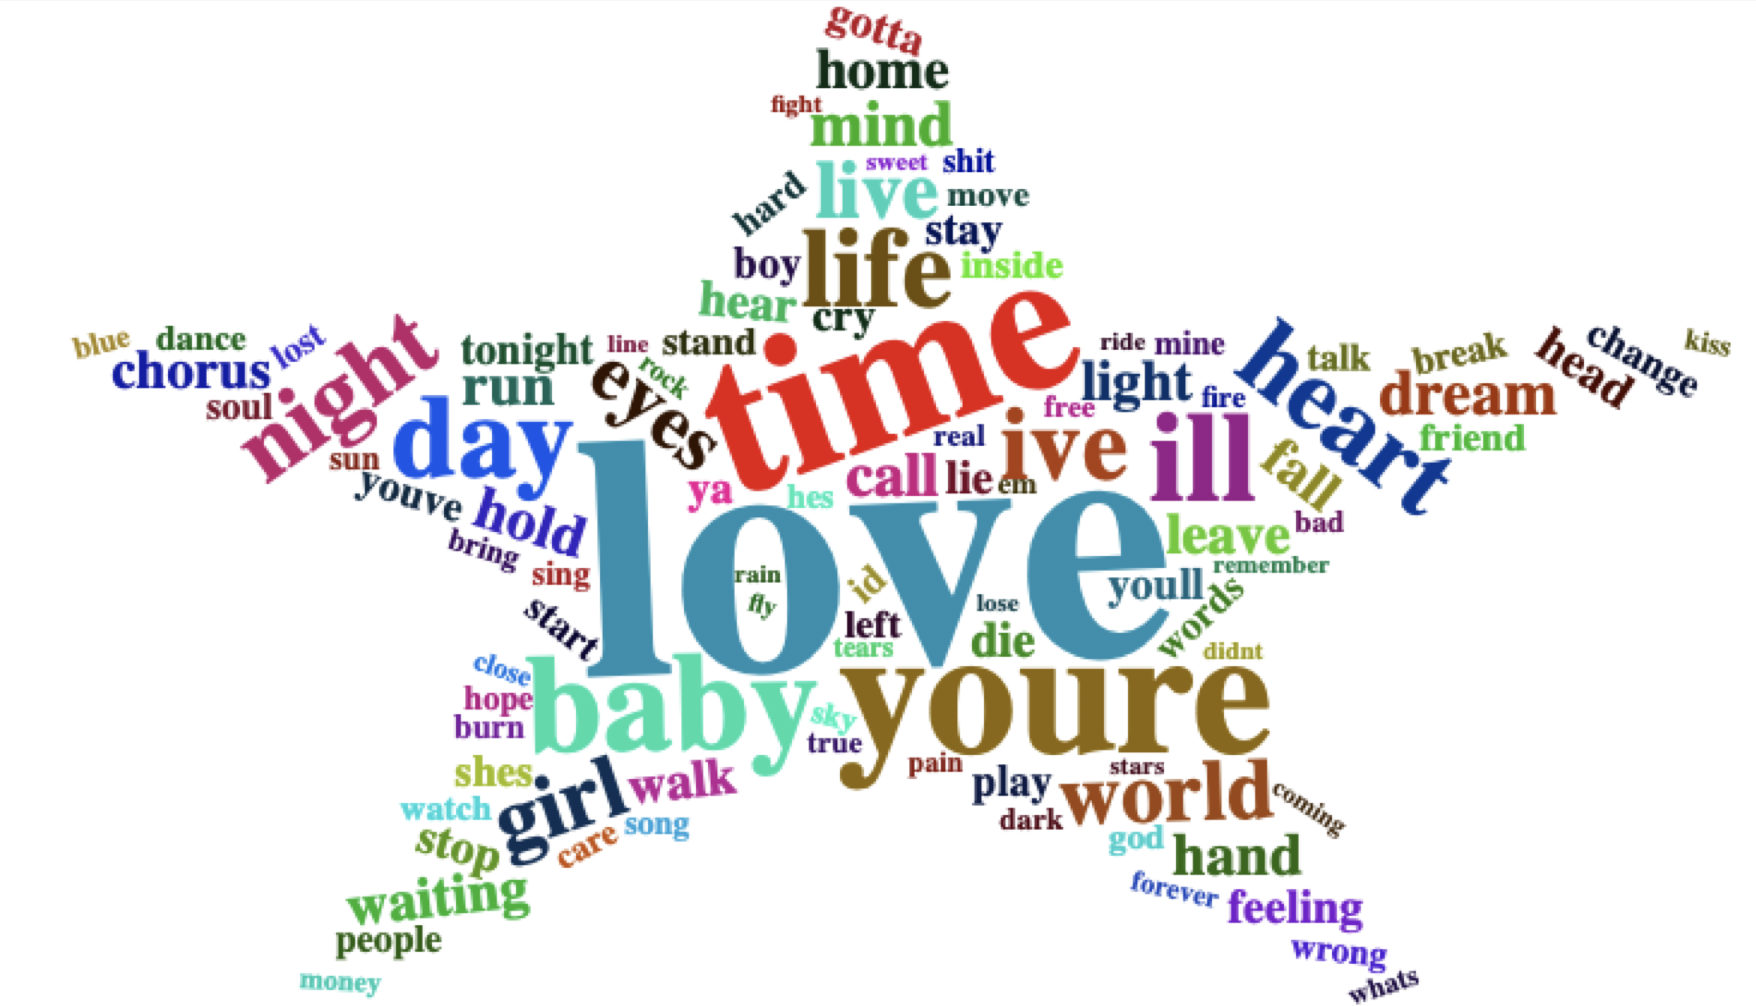 gotta
home
fight
mind
sweet
shit
live
move
hard
stay
life
boy
inside
hear
cry
time
blue
dance
lost
chorus
night
soul
sun
tonight
line
stand
rock
run
eyes
day
ride
mine
light
free
fire
heart
talk
break
dream
head
change
kiss
friend
real
ive
ill
fall
call
lie
em
ya
hes
youve
hold
bring
sing
love
leave
bad
remember
youll
words
rain
fly
id
lose
left
tears
die
start
didnt
close
hope
burn
baby
sky
true
youre
pain
play
stars
world
coming
dark
shes
girl
walk
watch
song
care
stop
god
hand
waiting
forever
feeling
people
wrong
money
whats